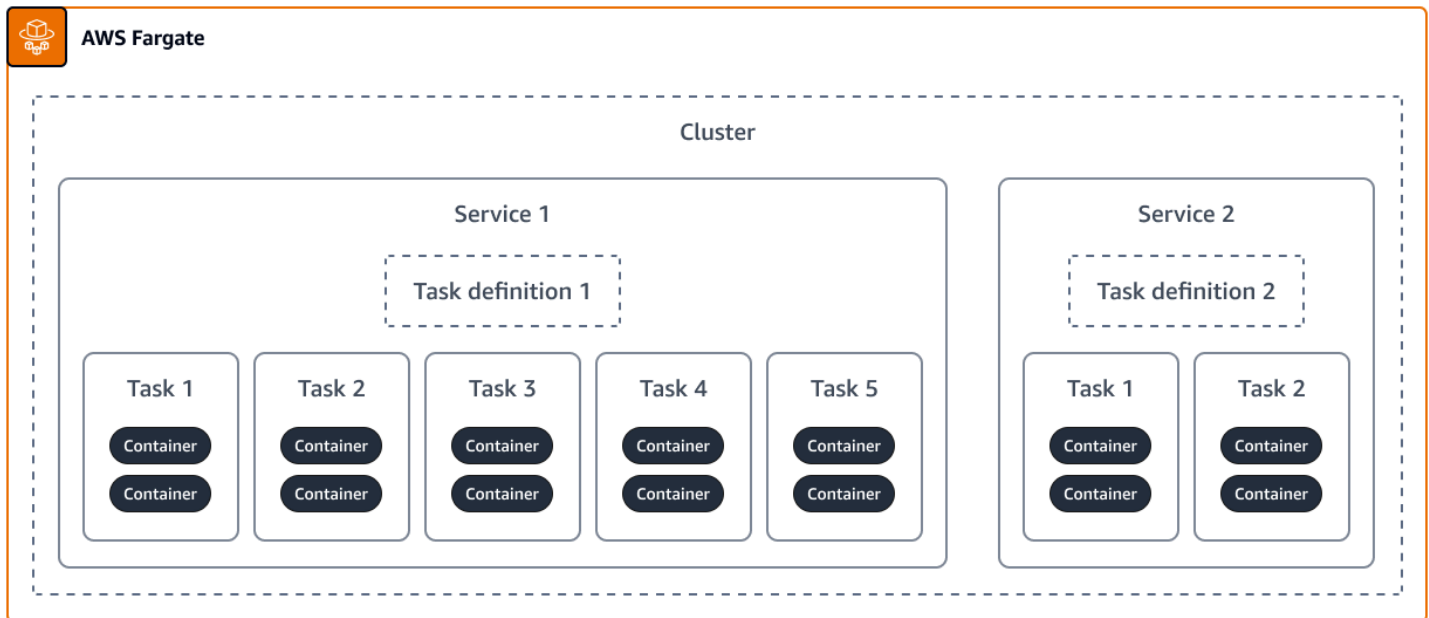 AWS Fargate
Cluster
Service 1
Task definition 1
Task 1
Container
Container
Task 2
Container
Container
Task 3
Container
Container
Task 4
Container
Container
Task 5
Container
Container
Service 2
Task definition 2
Task 1
Container
Container
Task 2
Container
Container